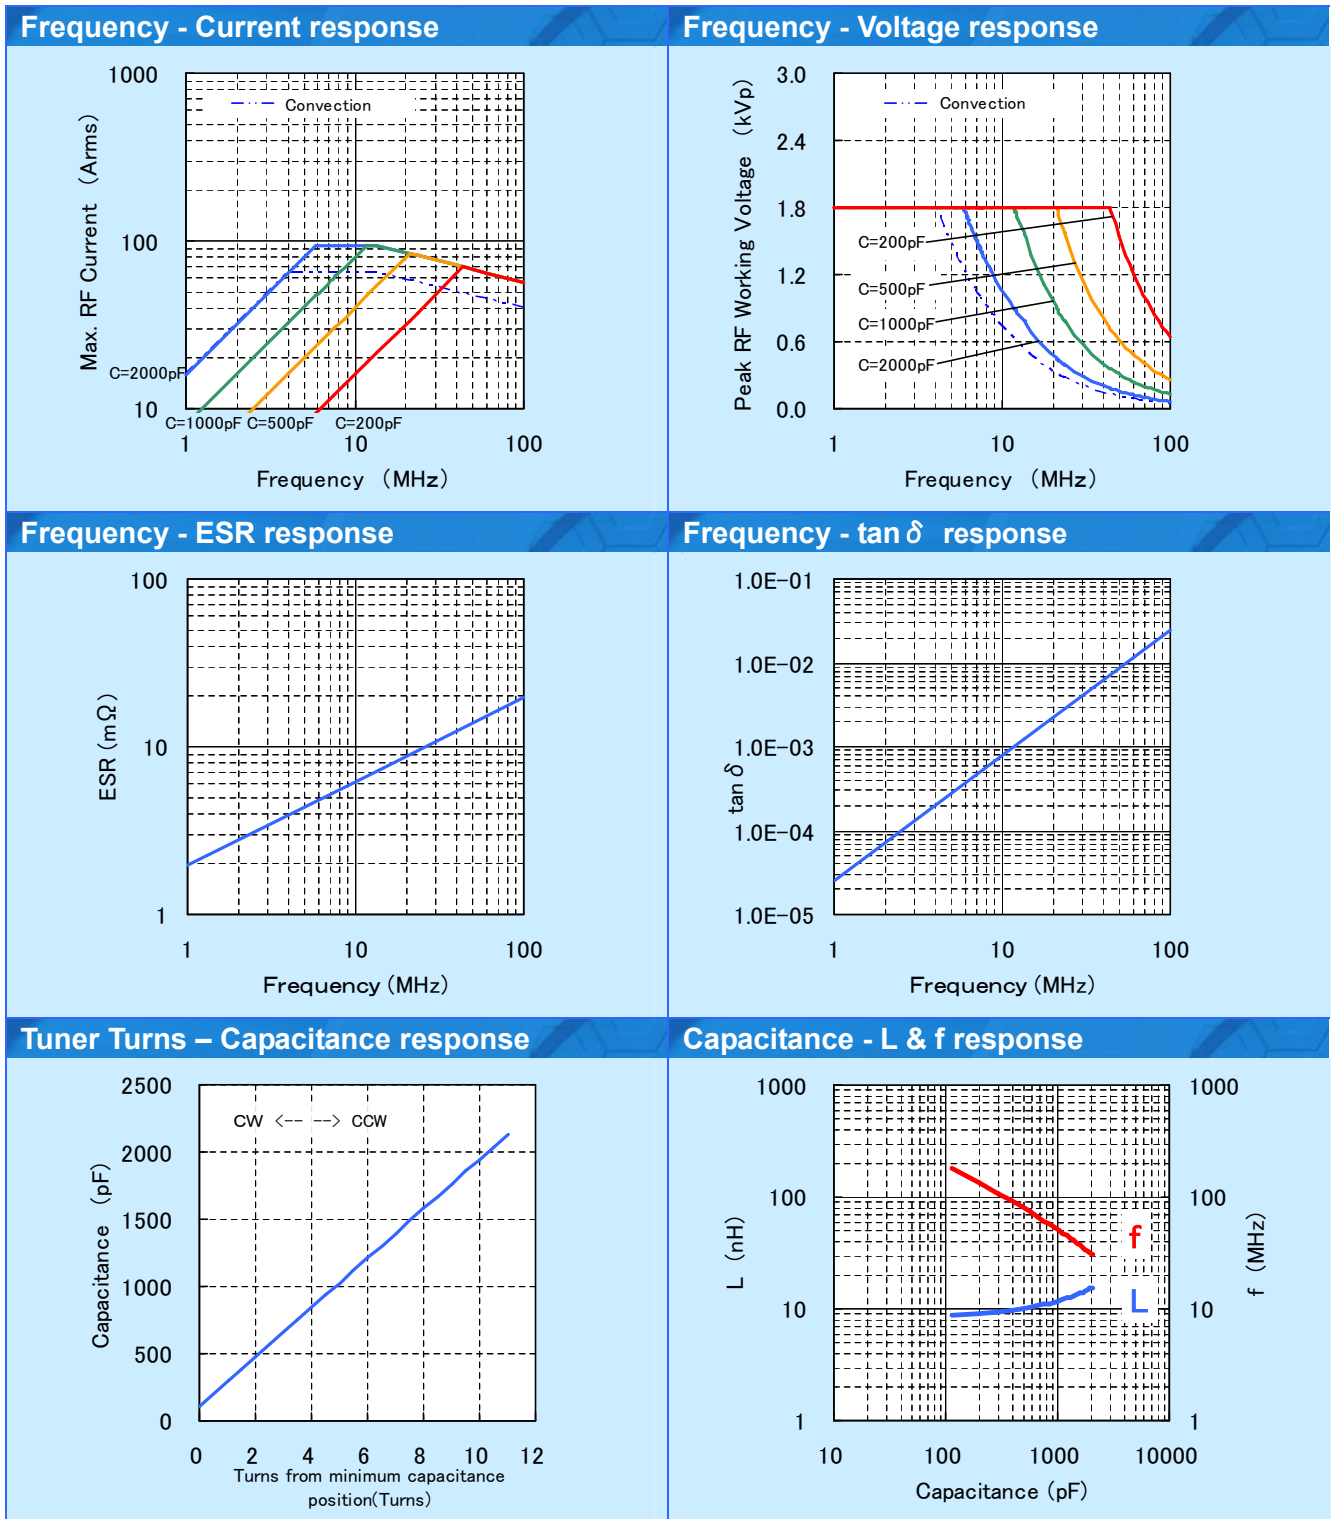 Frequency - Current response
1000
100
10
Max. RF Current (Arms)
Convection
C=2000pF
C=1000pF C=500pF C=200pF
1 10 100
Frequency (MHz)
Frequency - Voltage response
3.0
2.4
1.8
1.2
0.6
0.0
Peak RF Working Voltage (kVp)
Convection
C=200pF
C=500pF
C=1000pF
C=2000pF
1 10 100
Frequency (MHz)
Frequency - ESR response
100
10
1
ESR (mΩ)
1 10 100
Frequency (MHz)
Frequency - tan δ response
1.0E-01
1.0E-02
1.0E-03
1.0E-04
1.0E-05
tan δ
1 10 100
Frequency (MHz)
Tuner Turns – Capacitance response
2500
2000
1500
1000
500
0
Capacitance (pF)
CW <-- --> CCW
0 2 4 6 8 10 12
Turns from minimum capacitance
position(Turns)
Capacitance - L & f response
1000
100
10
1
L (nH)
f
L
1000
100
10
1
f (MHz)
10 100 1000 10000
Capacitance (pF)